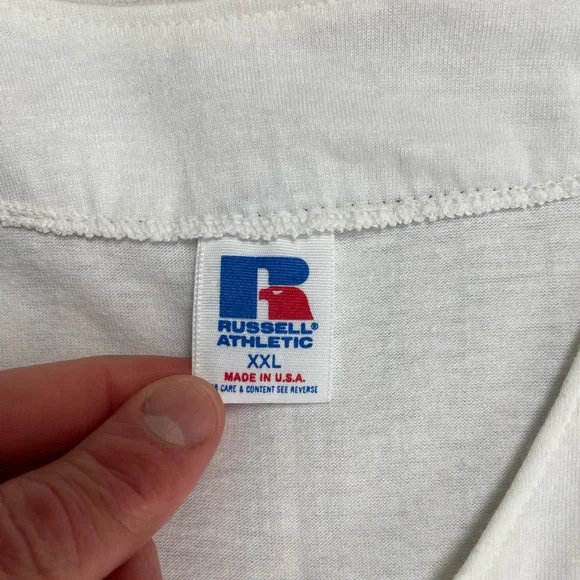 RUSSELL®
ATHLETIC
XXL
MADE IN U.S.A.
CARE & CONTENT SEE REVERSE